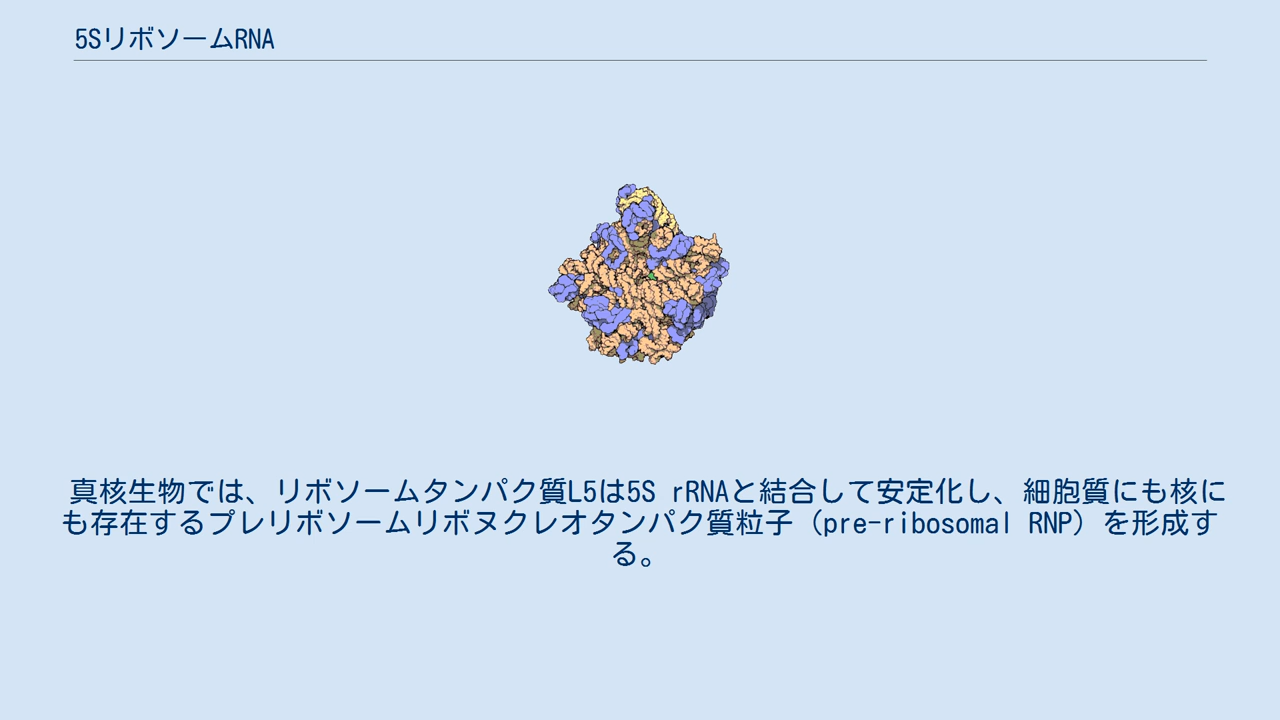 5SリボソームRNA
真核生物では、リボソームタンパク質L5は5S rRNAと結合して安定化し、細胞質にも核に
も存在するプレリボソームリボヌクレオタンパク質粒子（pre-ribosomal RNP）を形成す
る。